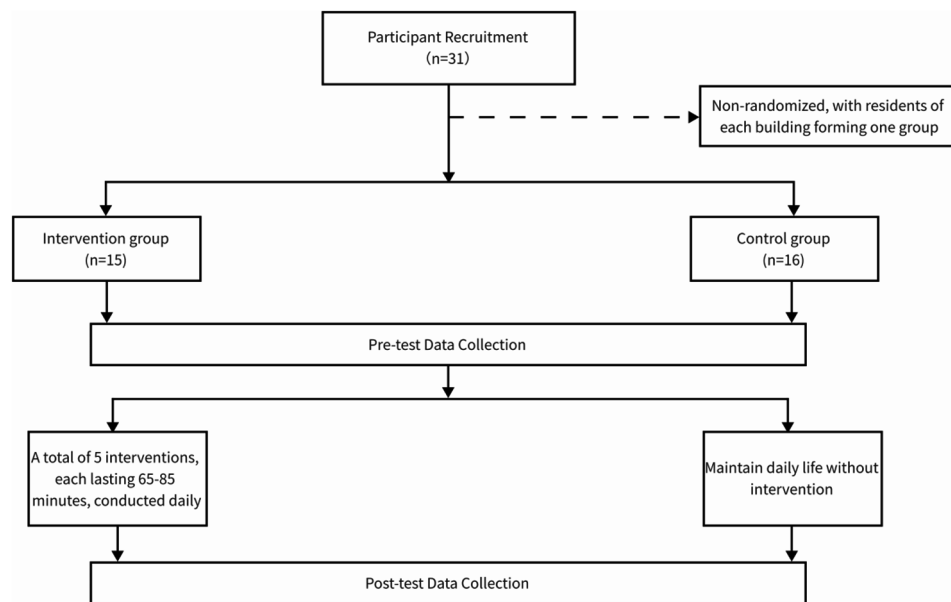 Participant Recruitment
(n=31)
Non-randomized, with residents of
each building forming one group
Intervention group
(n=15)
Control group
(n=16)
Pre-test Data Collection
A total of 5 interventions,
each lasting 65-85
minutes, conducted daily
Maintain daily life without
intervention
Post-test Data Collection